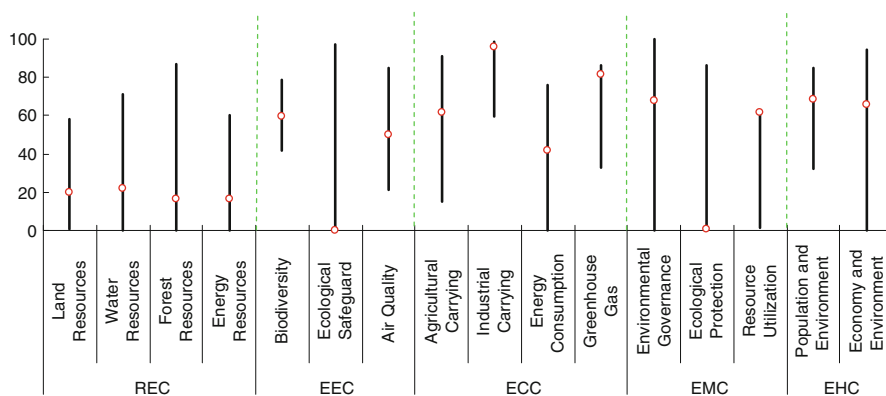 100
80
60
40
20
0
Land
Resources
Water
Resources
Forest
Resources
Energy
Resources
Biodiversity
Ecological
Safeguard
Air Quality
Agricultural
Carrying
Industrial
Carrying
Energy
Consumption
Greenhouse
Gas
Environmental
Governance
Ecological
Protection
Resource
Utilization
Population and
Environment
Economy and
Environment
REC
EEC
ECC
EMC
EHC